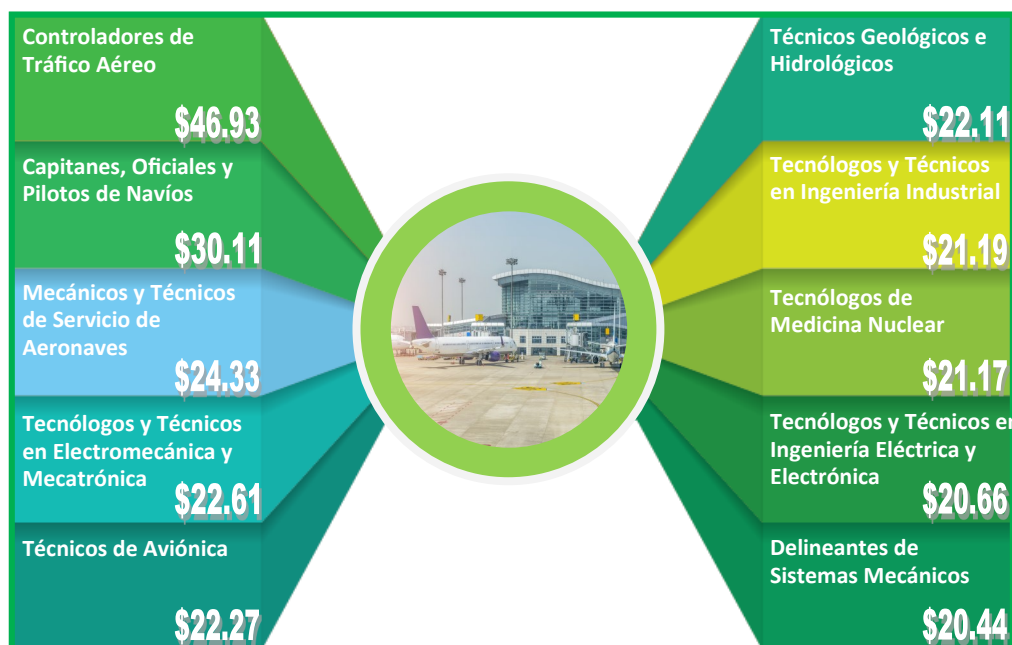 Controladores de
Tráfico Aéreo
$46.93
Capitanes, Oficiales y
Pilotos de Navíos
$30.11
Mecánicos y Técnicos
de Servicio de
Aeronaves
$24.33
Tecnólogos y Técnicos
en Electromecánica y
Mecatrónica
$22.61
Técnicos de Aviónica
$22.27
Técnicos Geológicos e
Hidrológicos
$22.11
Tecnólogos y Técnicos
en Ingeniería Industrial
$21.19
Tecnólogos de
Medicina Nuclear
$21.17
Tecnólogos y Técnicos en
Ingeniería Eléctrica y
Electrónica
$20.66
Delineantes de
Sistemas Mecánicos
$20.44